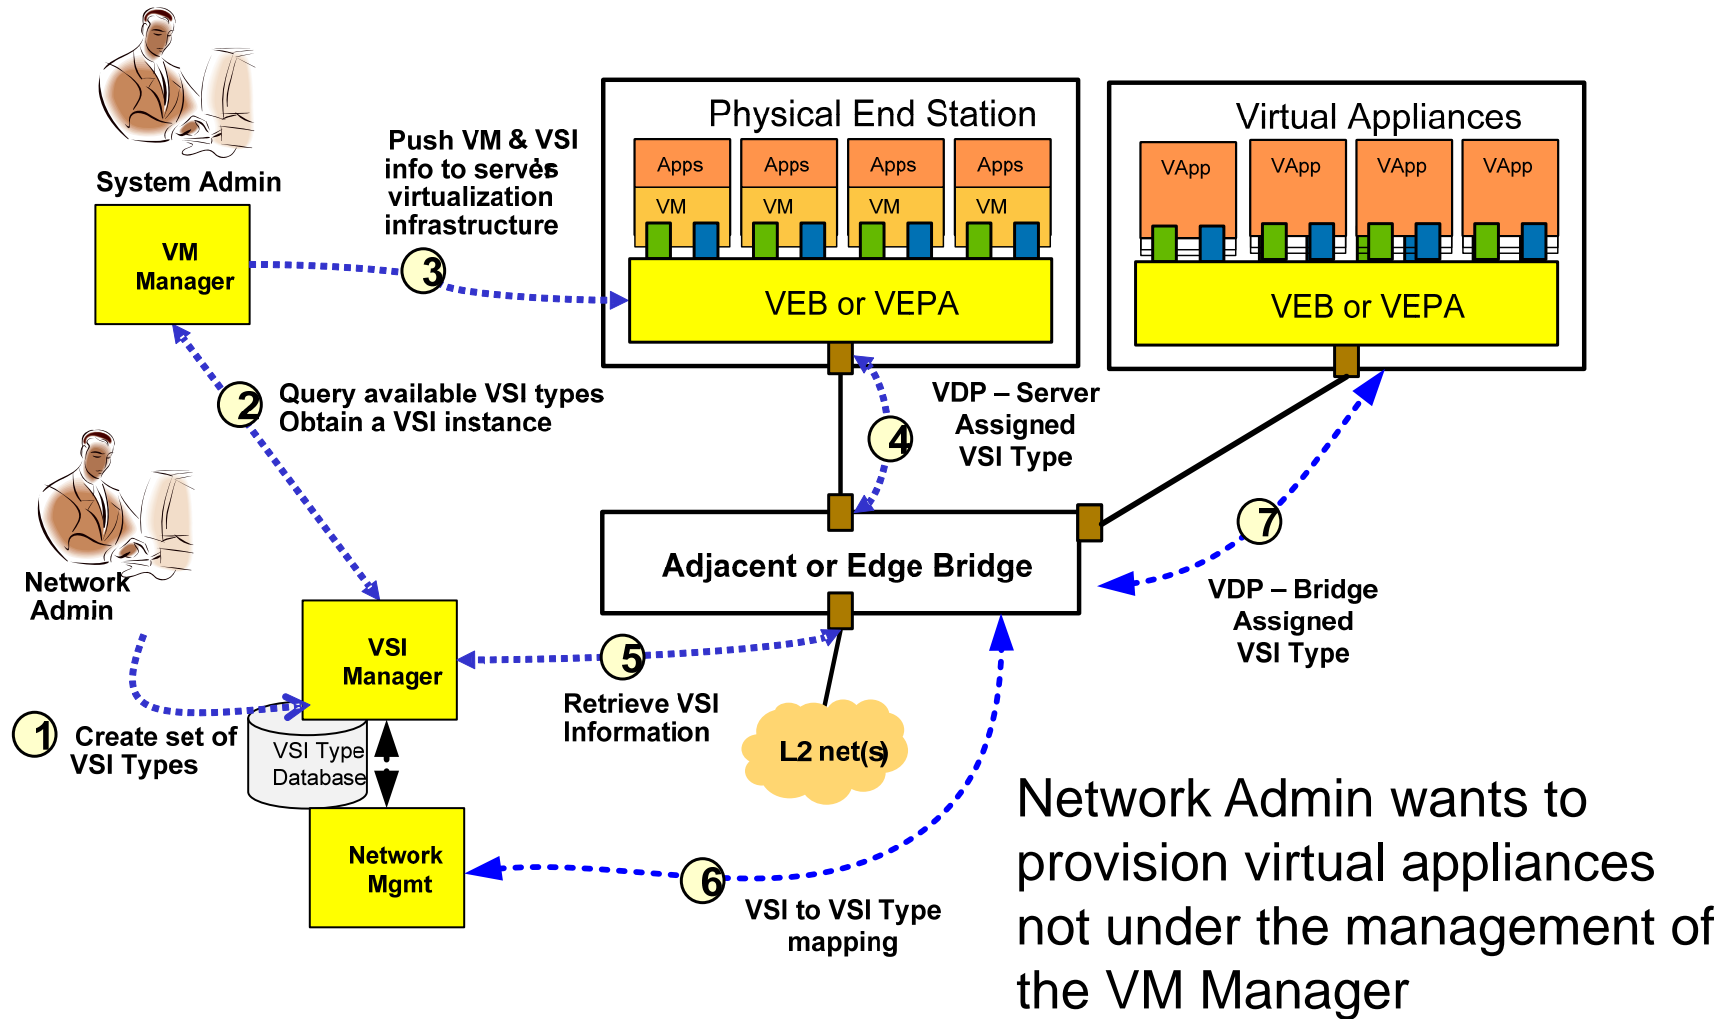 System Admin
VM
Manager
Push VM & VSI
info to server's
virtualization
infrastructure
3
Physical End Station
Apps Apps Apps Apps
VM VM VM VM
VEB or VEPA
Virtual Appliances
VApp VApp VApp VApp
VEB or VEPA
2
Query available VSI types
Obtain a VSI instance
4
VDP – Server
Assigned
VSI Type
7
VDP – Bridge
Assigned
VSI Type
Network
Admin
Adjacent or Edge Bridge
VSI
Manager
5
Retrieve VSI
Information
1
Create set of
VSI Types
VSI Type
Database
L2 net(s)
Network
Mgmt
6
VSI to VSI Type
mapping
Network Admin wants to
provision virtual appliances
not under the management of
the VM Manager